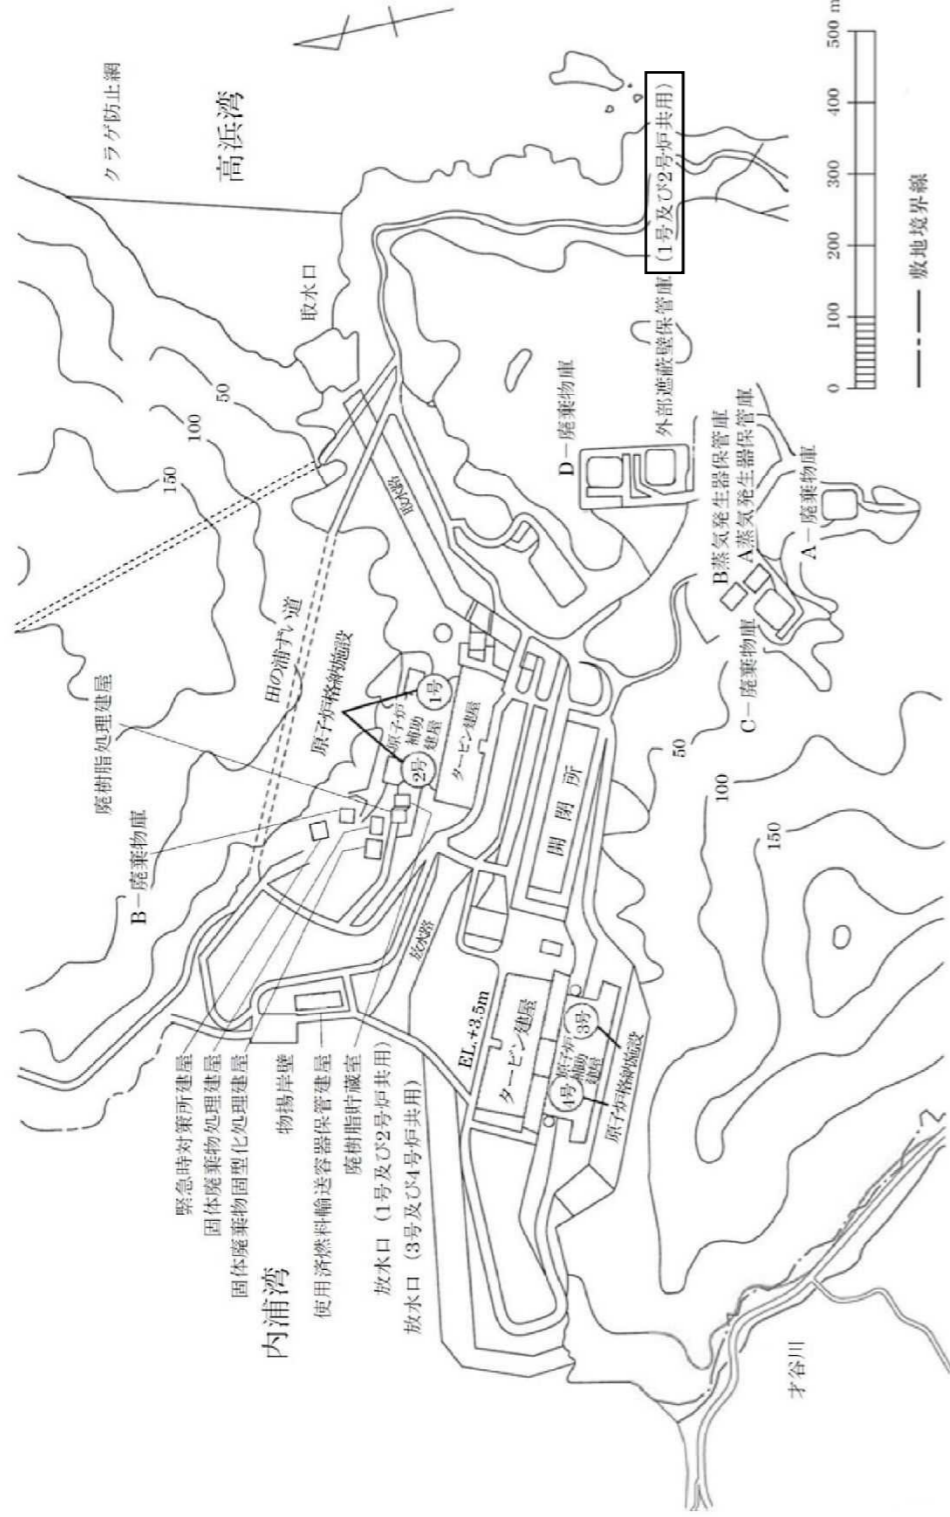 クラゲ防止網
高浜湾
取水口
50
100
150
取水路
田の浦ずい道
廃樹脂処理建屋
B－廃棄物庫
原子炉格納施設
1号
2号
原子炉
補助
建屋
タービン建屋
開閉所
放水路
EL.+3.5m
タービン建屋
3号
4号
原子炉
補助
建屋
原子炉格納施設
緊急時対策所建屋
固体廃棄物処理建屋
固体廃棄物固型化処理建屋
物揚岸壁
使用済燃料輸送容器保管建屋
廃樹脂貯蔵室
放水口（1号及び2号炉共用）
放水口（3号及び4号炉共用）
内浦湾
D－廃棄物庫
外部遮蔽壁保管庫
（1号及び2号炉共用）
B蒸気発生器保管庫
A蒸気発生器保管庫
A－廃棄物庫
C－廃棄物庫
50
100
150
才谷川
0 100 200 300 400 500 m
敷地境界線